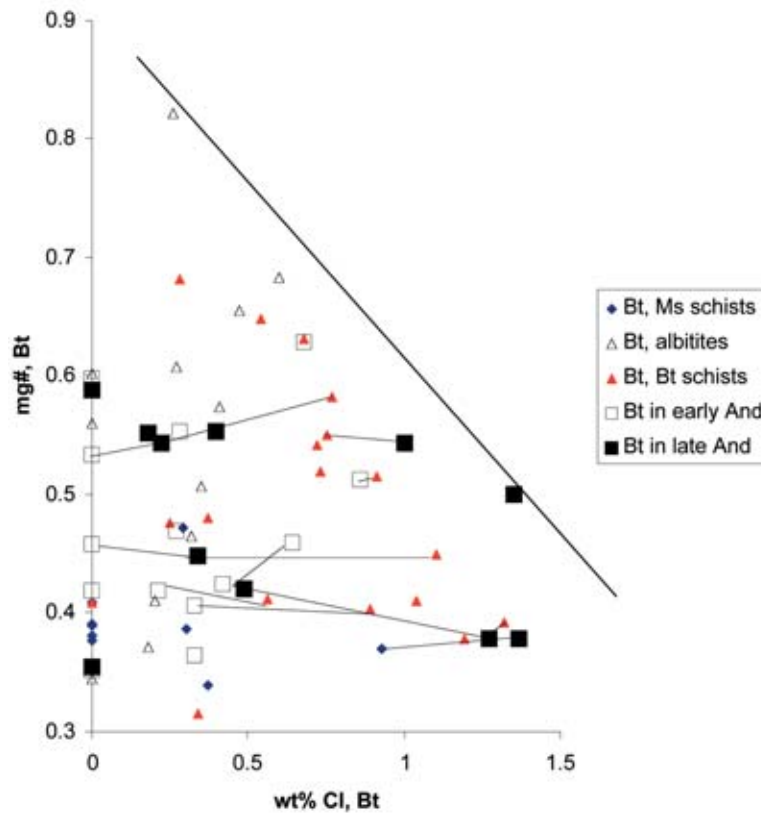 0.9
0.8
0.7
0.6
0.5
0.4
0.3
mg#, Bt
0 0.5 1 1.5
wt% Cl, Bt
Bt, Ms schists
Bt, albitites
Bt, Bt schists
Bt in early And
Bt in late And